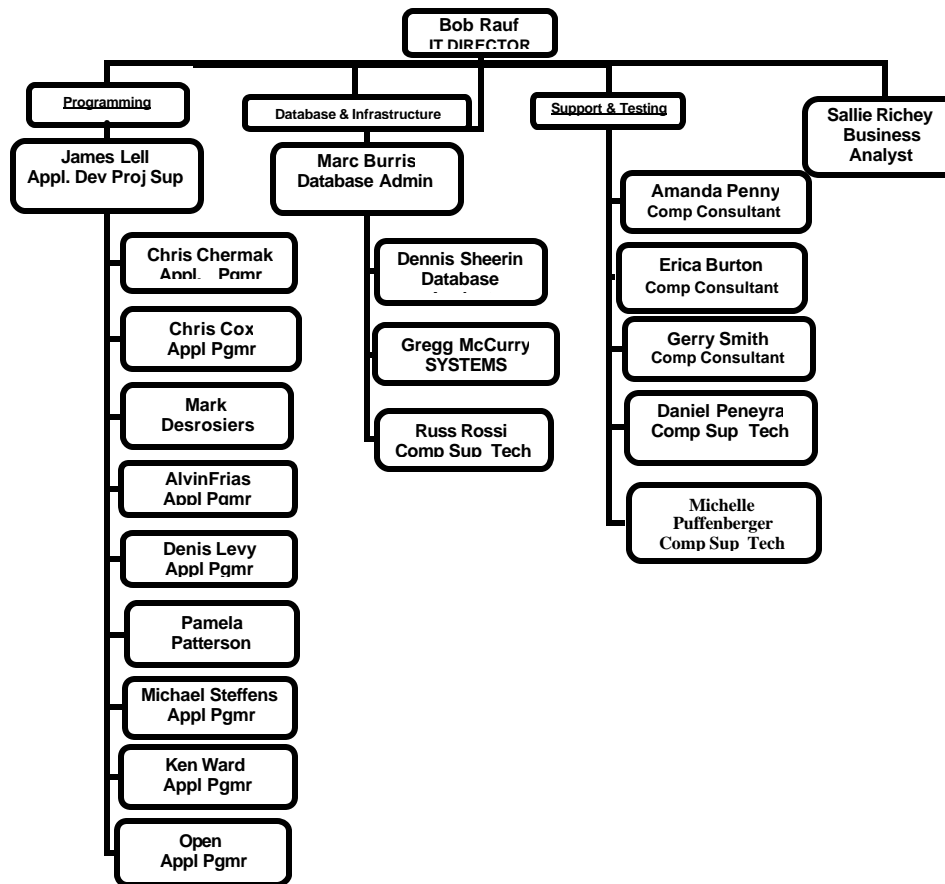 Bob Rauf
IT DIRECTOR
Programming
Database & Infrastructure
Support & Testing
Sallie Richey
Business
Analyst
James Lell
Appl. Dev Proj Sup
Chris Chermak
Appl. Pgmr
Chris Cox
Appl Pgmr
Mark
Desrosiers
AlvinFrias
Appl Pgmr
Denis Levy
Appl Pgmr
Pamela
Patterson
Michael Steffens
Appl Pgmr
Ken Ward
Appl Pgmr
Open
Appl Pgmr
Marc Burris
Database Admin
Dennis Sheerin
Database
Gregg McCurry
SYSTEMS
Russ Rossi
Comp Sup Tech
Amanda Penny
Comp Consultant
Erica Burton
Comp Consultant
Gerry Smith
Comp Consultant
Daniel Peneyra
Comp Sup Tech
Michelle
Puffenberger
Comp Sup Tech